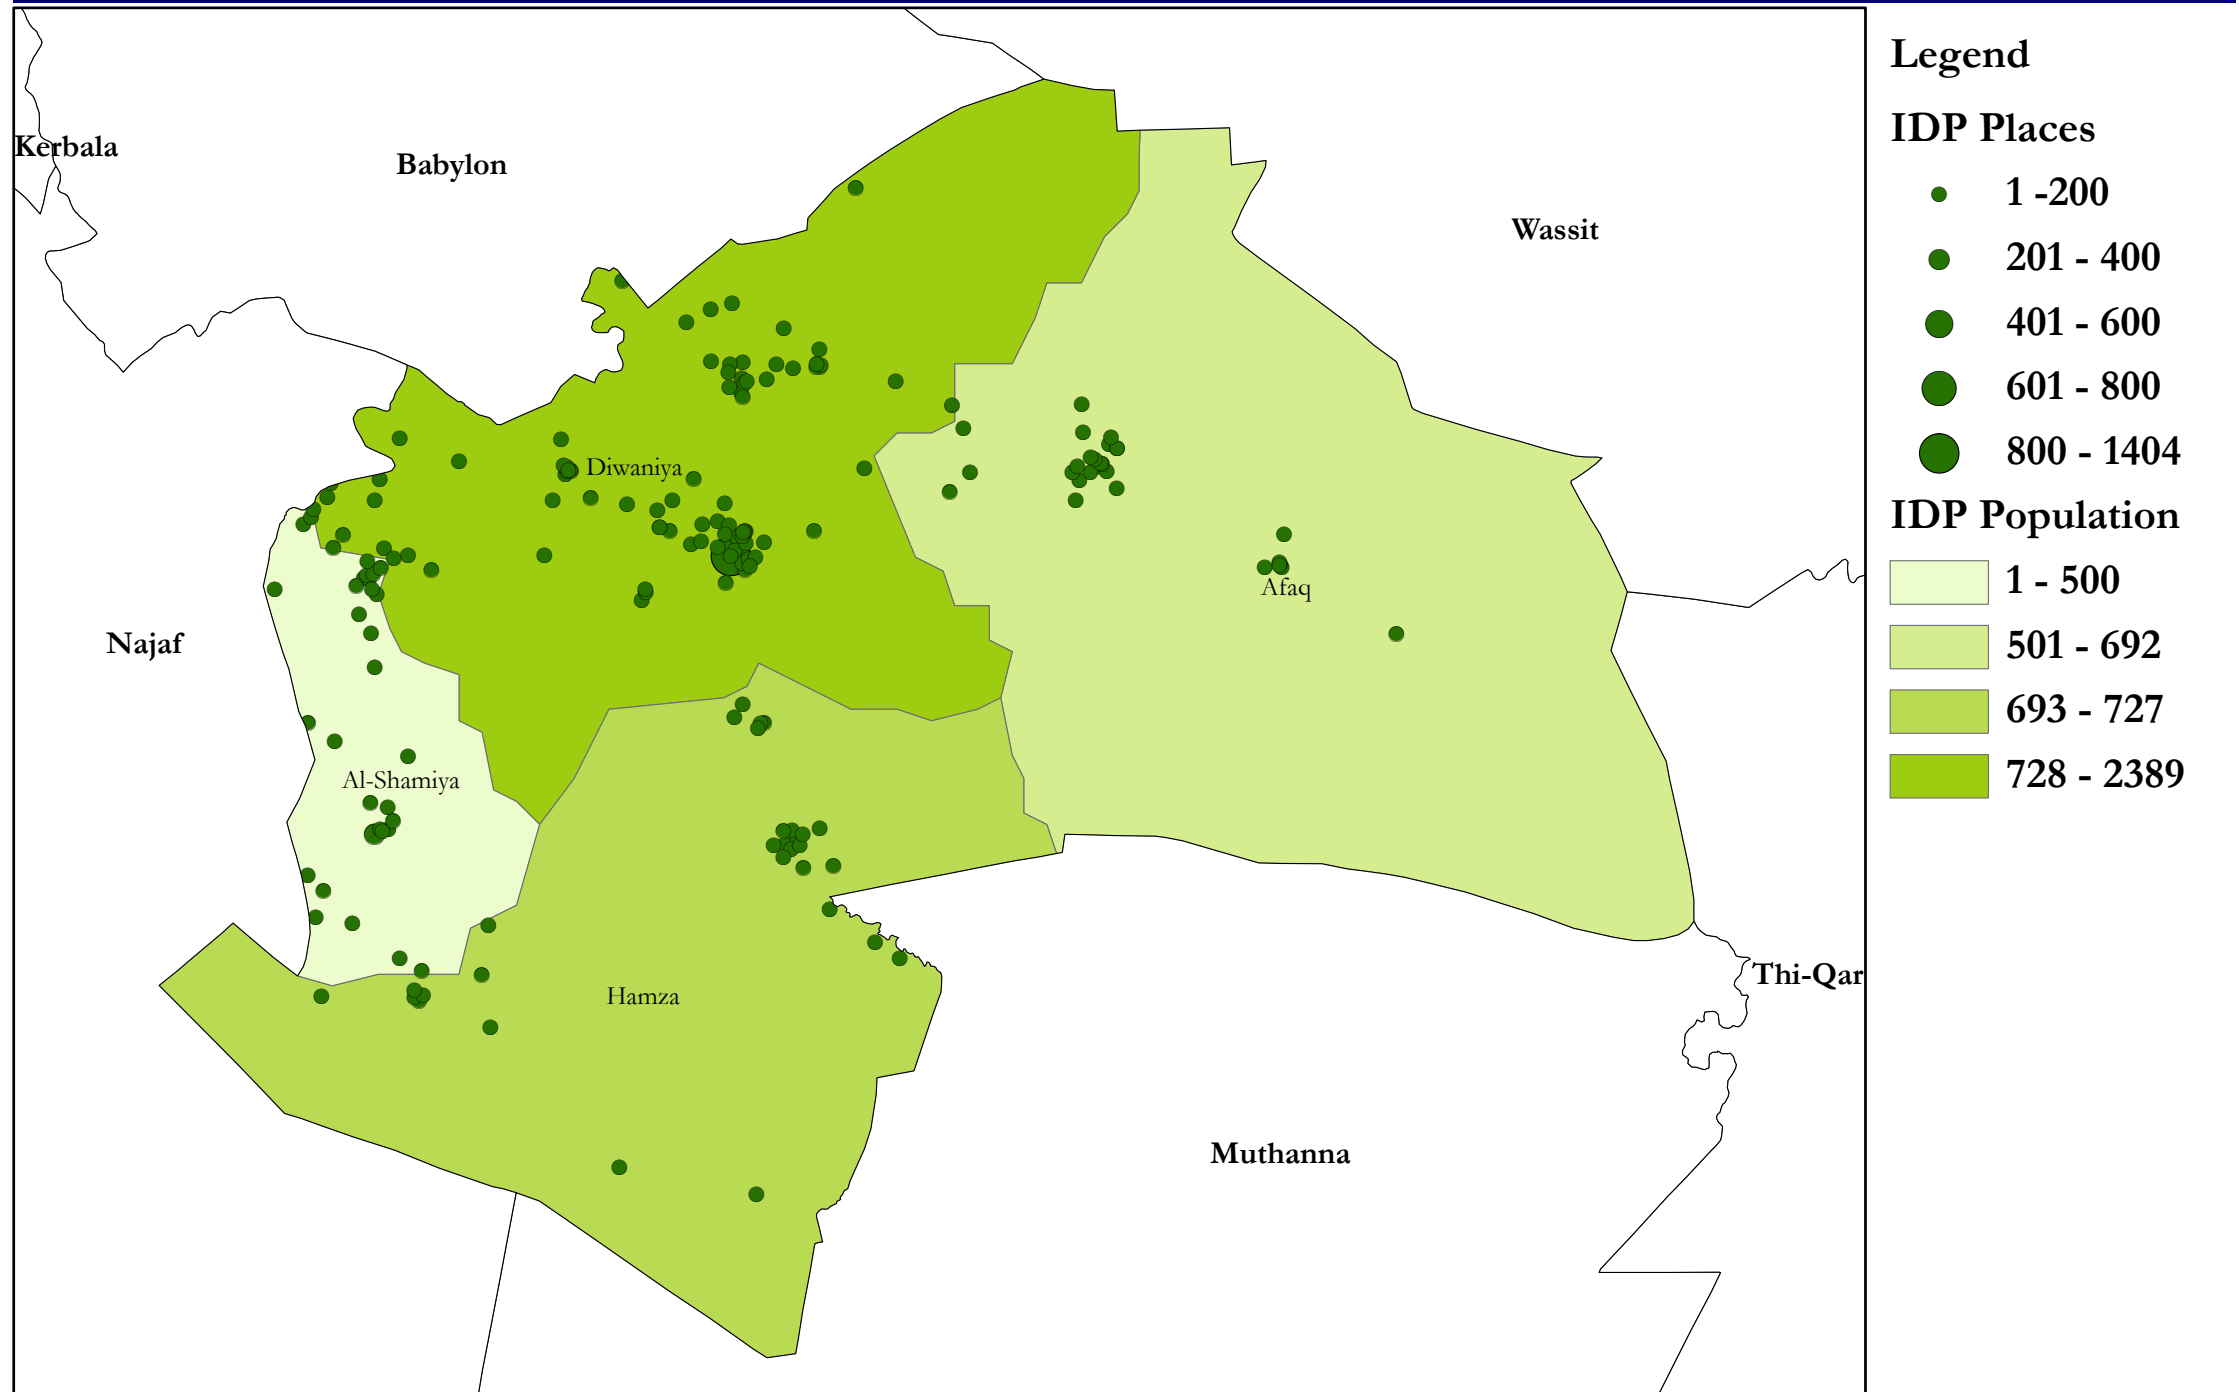 Kerbala
Babylon
Wassit
Diwaniya
Afaq
Najaf
Al-Shamiya
Thi-Qar
Hamza
Muthanna
Legend
IDP Places
1 -200
201 - 400
401 - 600
601 - 800
800 - 1404
IDP Population
1 - 500
501 - 692
693 - 727
728 - 2389